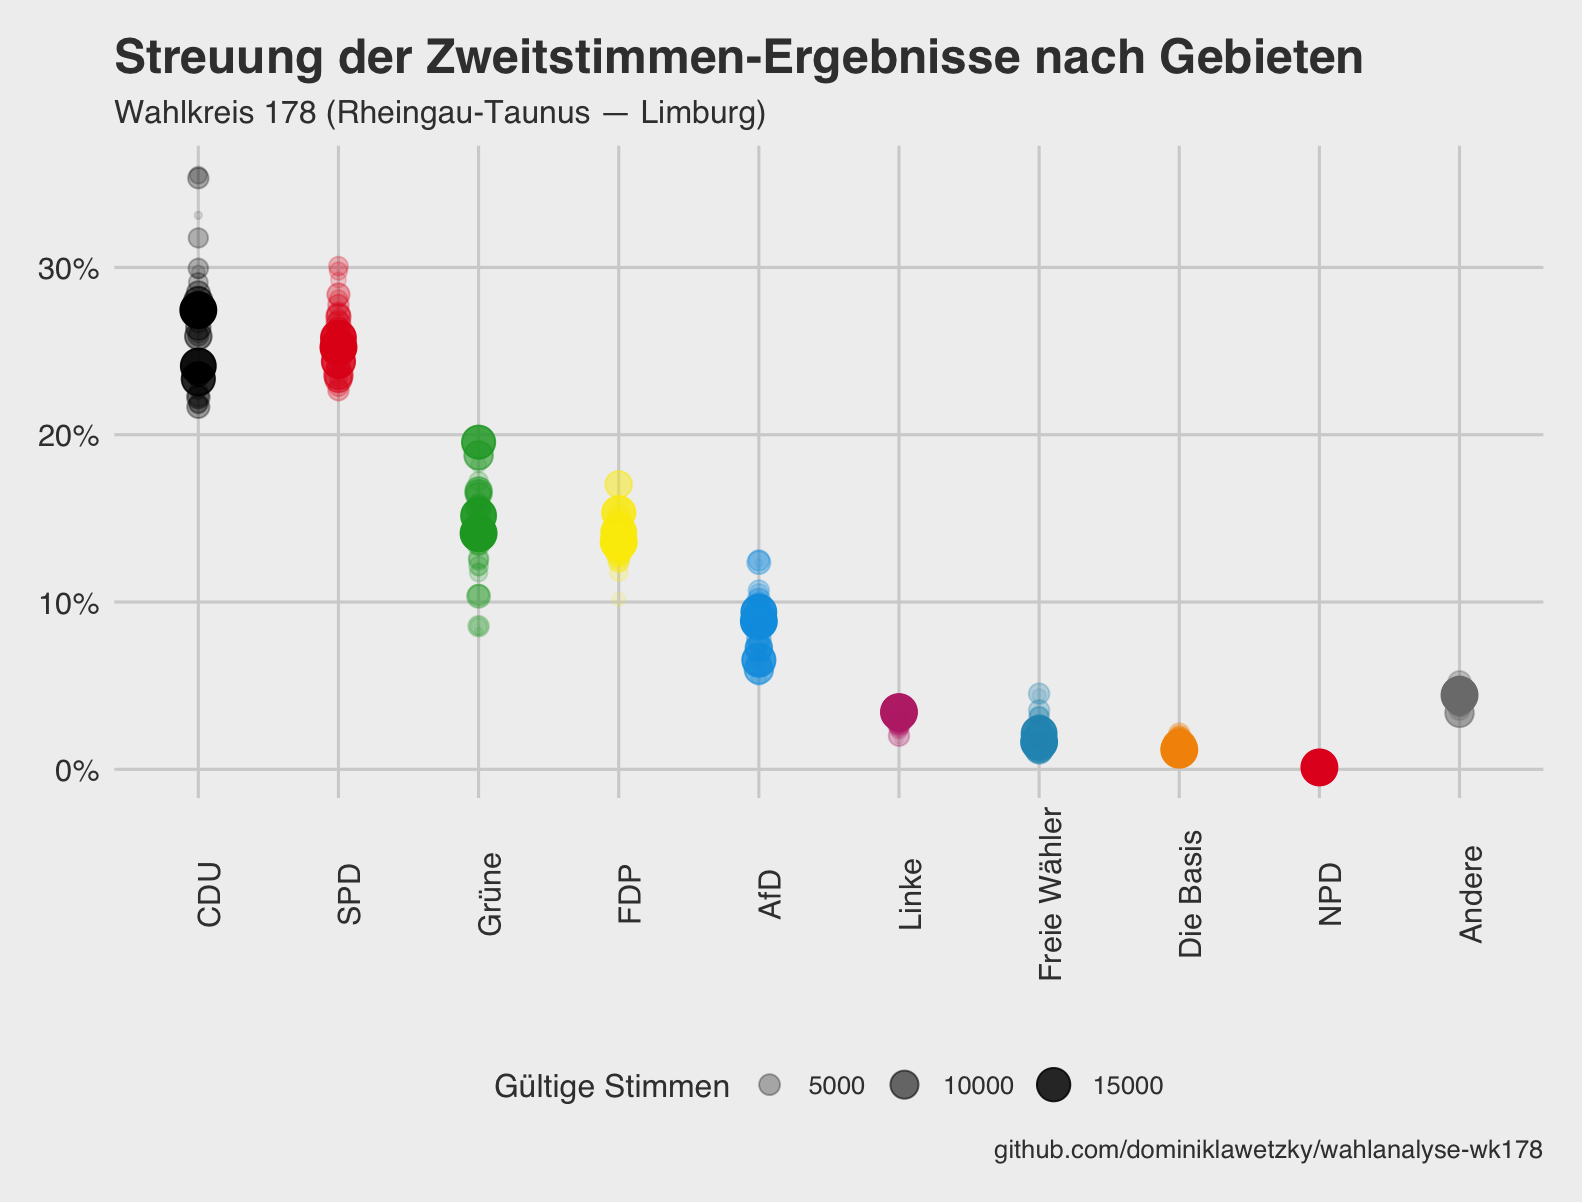 Streuung der Zweitstimmen-Ergebnisse nach Gebieten
Wahlkreis 178 (Rheingau-Taunus — Limburg)
30%
20%
10%
0%
CDU
SPD
Grüne
FDP
AfD
Linke
Freie Wähler
Die Basis
NPD
Andere
Gültige Stimmen 5000 10000 15000
github.com/dominiklawetzky/wahlanalyse-wk178